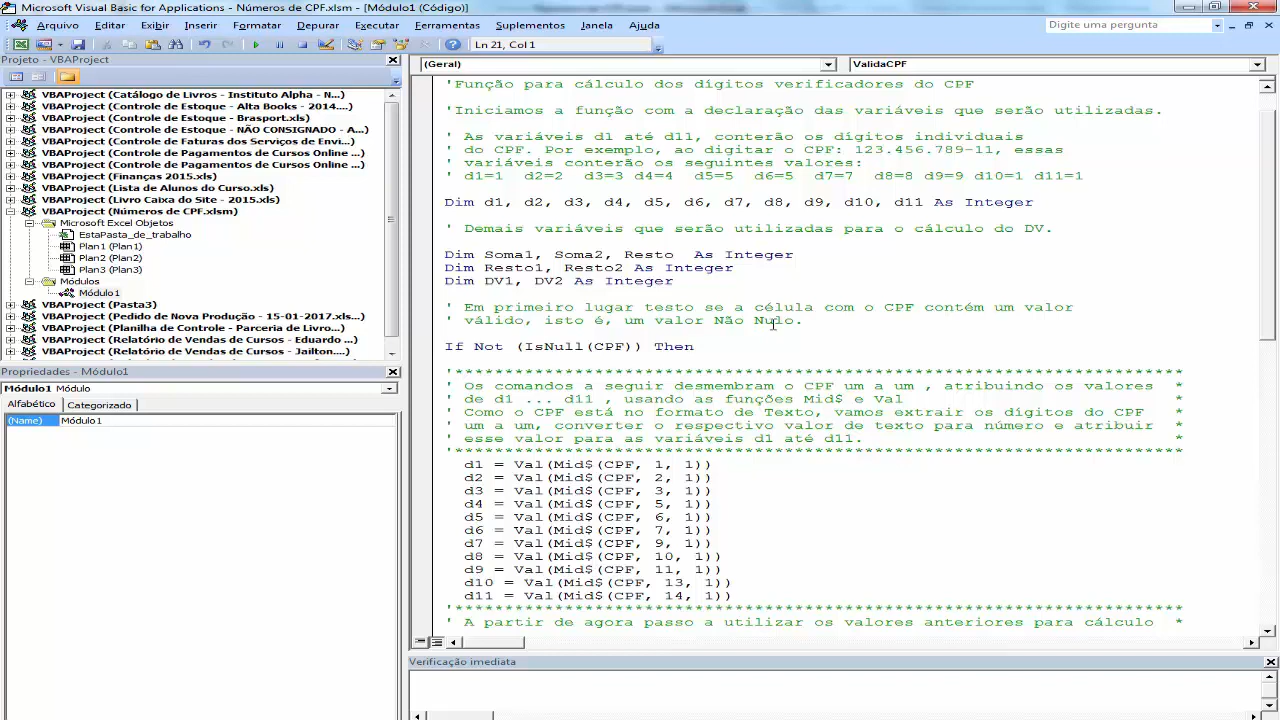 Microsoft Visual Basic for Applications - Números de CPF.xlsm - [Módulo1 (Código)]
Arquivo Editar Exibir Inserir Formatar Depurar Executar Ferramentas Suplementos Janela Ajuda
Digite uma pergunta
Ln 21, Col 1
Projeto - VBAProject
VBAProject (Catálogo de Livros - Instituto Alpha - N...
VBAProject (Controle de Estoque - Alta Books - 2014....
VBAProject (Controle de Estoque - Brasport.xls)
VBAProject (Controle de Estoque - NÃO CONSIGNADO - A...
VBAProject (Controle de Faturas dos Serviços de Envi...
VBAProject (Controle de Pagamentos de Cursos Online ...
VBAProject (Controle de Pagamentos de Cursos Online ...
VBAProject (Finanças 2015.xls)
VBAProject (Lista de Alunos do Curso.xls)
VBAProject (Livro Caixa do Site - 2015.xls)
VBAProject (Números de CPF.xlsm)
Microsoft Excel Objetos
EstaPasta_de_trabalho
Plan1 (Plan1)
Plan2 (Plan2)
Plan3 (Plan3)
Módulos
Módulo1
VBAProject (Pasta3)
VBAProject (Pedido de Nova Produção - 15-01-2017.xls)
VBAProject (Planilha de Controle - Parceria de Livro...
VBAProject (Relatório de Vendas de Cursos - Eduardo ...
VBAProject (Relatório de Vendas de Cursos - Jailton....
Propriedades - Módulo1
Módulo1 Módulo
Alfabético Categorizado
(Name) Módulo1
(Geral) ValidaCPF
'Função para cálculo dos dígitos verificadores do CPF
'Iniciamos a função com a declaração das variáveis que serão utilizadas.
' As variáveis d1 até d11, conterão os dígitos individuais
' do CPF. Por exemplo, ao digitar o CPF: 123.456.789-11, essas
' variáveis conterão os seguintes valores:
' d1=1 d2=2 d3=3 d4=4 d5=5 d6=5 d7=7 d8=8 d9=9 d10=1 d11=1
Dim d1, d2, d3, d4, d5, d6, d7, d8, d9, d10, d11 As Integer
' Demais variáveis que serão utilizadas para o cálculo do DV.
Dim Soma1, Soma2, Resto As Integer
Dim Resto1, Resto2 As Integer
Dim DV1, DV2 As Integer
' Em primeiro lugar testo se a célula com o CPF contém um valor
' válido, isto é, um valor Não Nulo.
If Not (IsNull(CPF)) Then
'*************************************************************************
' Os comandos a seguir desmembram o CPF um a um , atribuindo os valores *
' de d1 ... d11 , usando as funções Mid$ e Val *
' Como o CPF está no formato de Texto, vamos extrair os dígitos do CPF *
' um a um, converter o respectivo valor de texto para número e atribuir *
' esse valor para as variáveis d1 até d11. *
'*************************************************************************
d1 = Val(Mid$(CPF, 1, 1))
d2 = Val(Mid$(CPF, 2, 1))
d3 = Val(Mid$(CPF, 3, 1))
d4 = Val(Mid$(CPF, 5, 1))
d5 = Val(Mid$(CPF, 6, 1))
d6 = Val(Mid$(CPF, 7, 1))
d7 = Val(Mid$(CPF, 9, 1))
d8 = Val(Mid$(CPF, 10, 1))
d9 = Val(Mid$(CPF, 11, 1))
d10 = Val(Mid$(CPF, 13, 1))
d11 = Val(Mid$(CPF, 14, 1))
'*************************************************************************
' A partir de agora passo a utilizar os valores anteriores para cálculo *
Verificação imediata